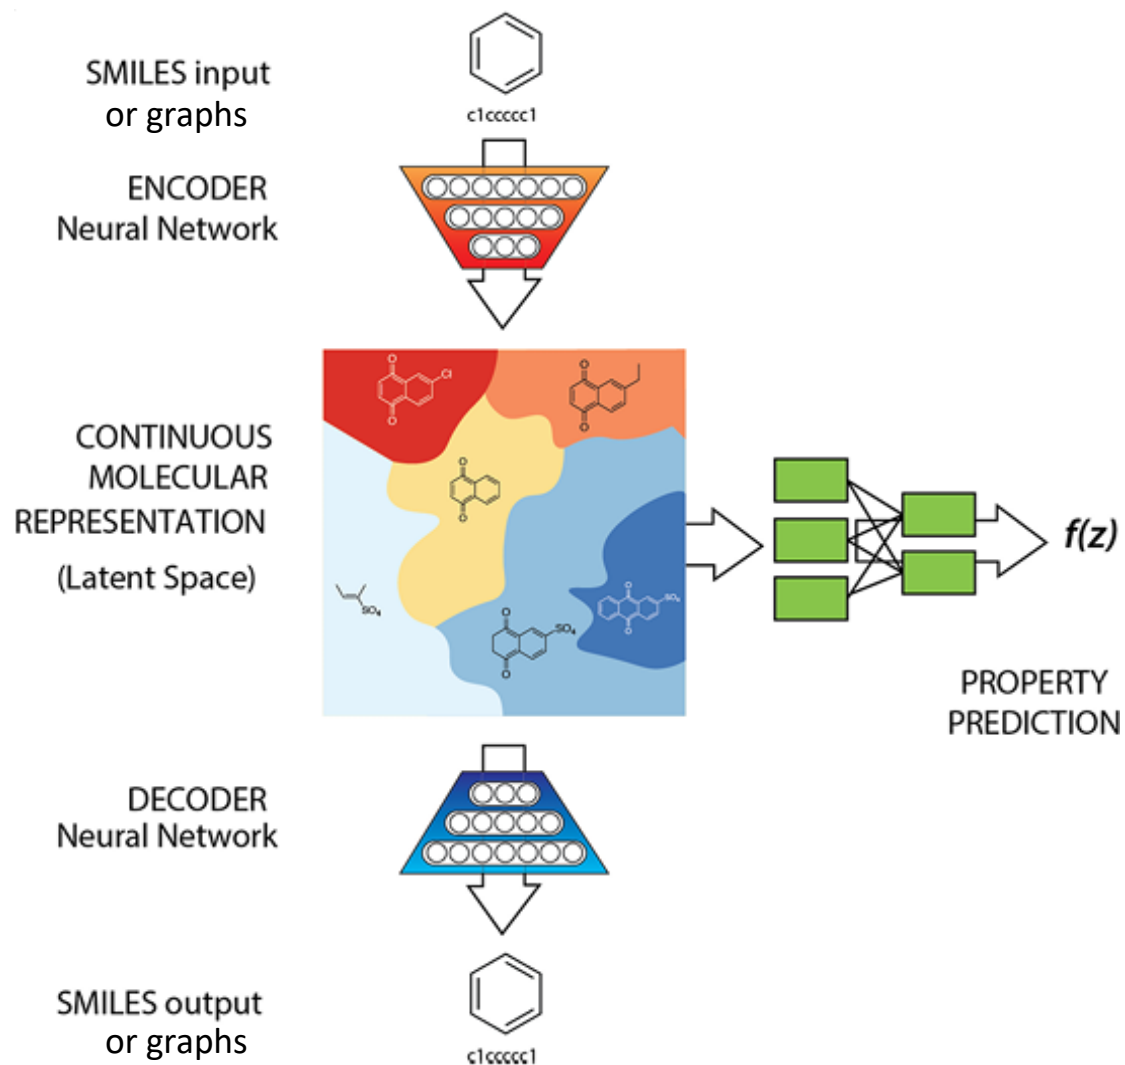 SMILES input
or graphs
c1ccccc1
ENCODER
Neural Network
O
O
Cl
O
O
O
O
CONTINUOUS
MOLECULAR
REPRESENTATION
(Latent Space)
SO₄
O
O
SO₄
O
O
SO₄
f(z)
PROPERTY
PREDICTION
DECODER
Neural Network
SMILES output
or graphs
c1ccccc1